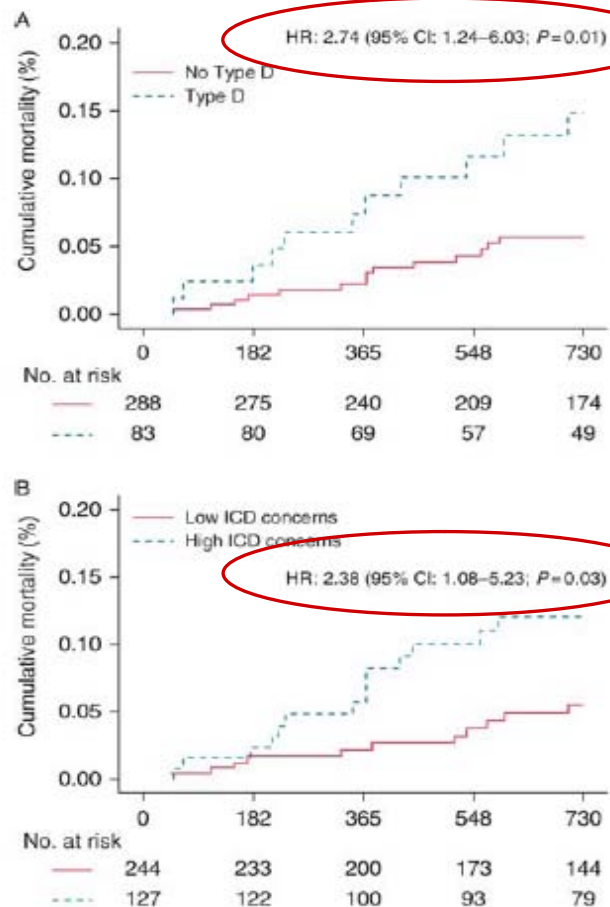 A
Cumulative mortality (%)
0.20
0.15
0.10
0.05
0.00
HR: 2.74 (95% CI: 1.24–6.03; P=0.01)
No Type D
Type D
0 182 365 548 730
No. at risk
288 275 240 209 174
83 80 69 57 49
B
Cumulative mortality (%)
0.20
0.15
0.10
0.05
0.00
Low ICD concerns
High ICD concerns
HR: 2.38 (95% CI: 1.08–5.23; P=0.03)
0 182 365 548 730
No. at risk
244 233 200 173 144
127 122 100 93 79